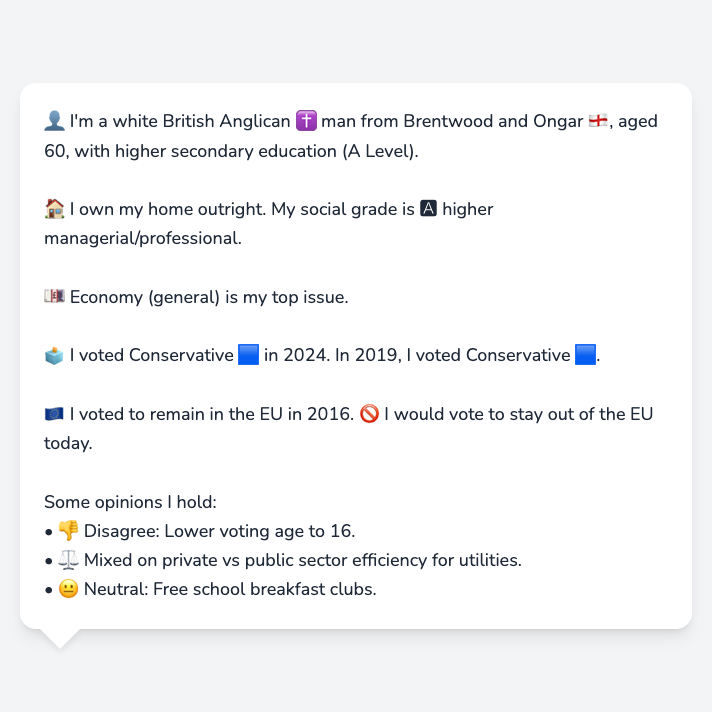 👤 I'm a white British Anglican ✝️ man from Brentwood and Ongar 🏴󠁧󠁢󠁥󠁮󠁧󠁿, aged
60, with higher secondary education (A Level).
🏠 I own my home outright. My social grade is 🅰 higher
managerial/professional.
💷 Economy (general) is my top issue.
🗳️ I voted Conservative 🟦 in 2024. In 2019, I voted Conservative 🟦.
🇪🇺 I voted to remain in the EU in 2016. 🚫 I would vote to stay out of the EU
today.
Some opinions I hold:
• 👎 Disagree: Lower voting age to 16.
• ⚖️ Mixed on private vs public sector efficiency for utilities.
• 😐 Neutral: Free school breakfast clubs.